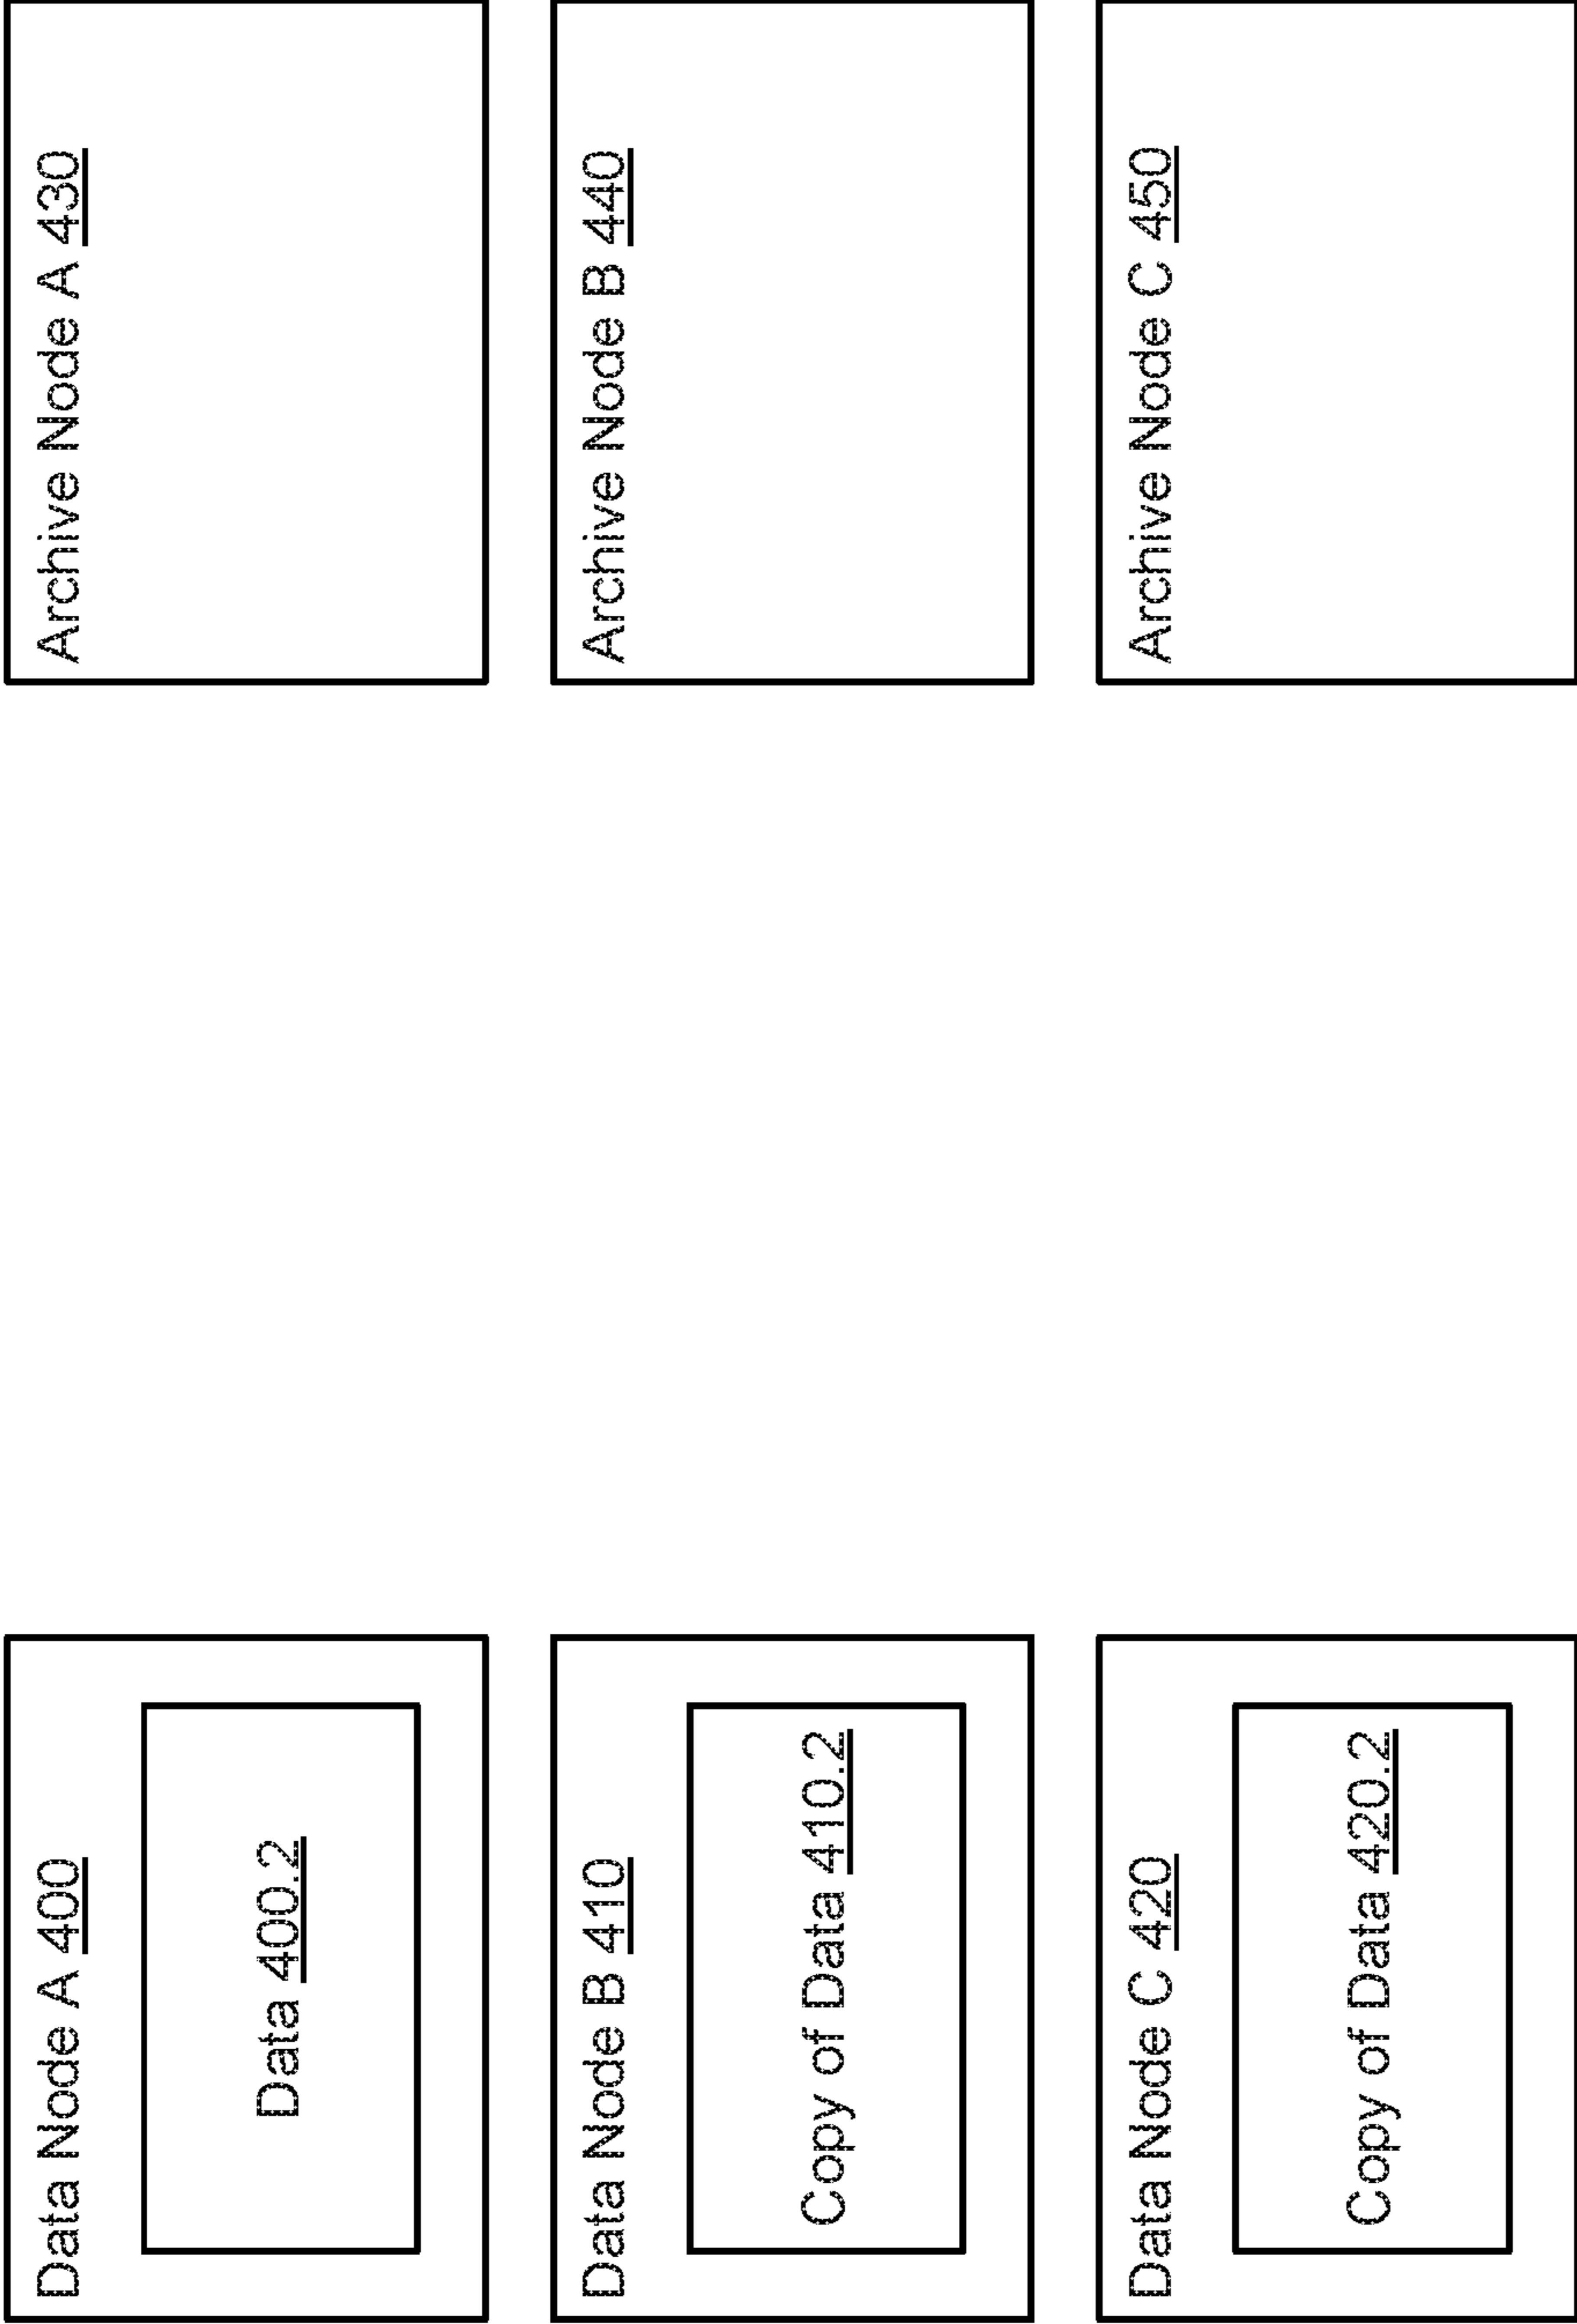 Data Node A 400
Data 400.2
Data Node B 410
Copy of Data 410.2
Data Node C 420
Copy of Data 420.2
Archive Node A 430
Archive Node B 440
Archive Node C 450